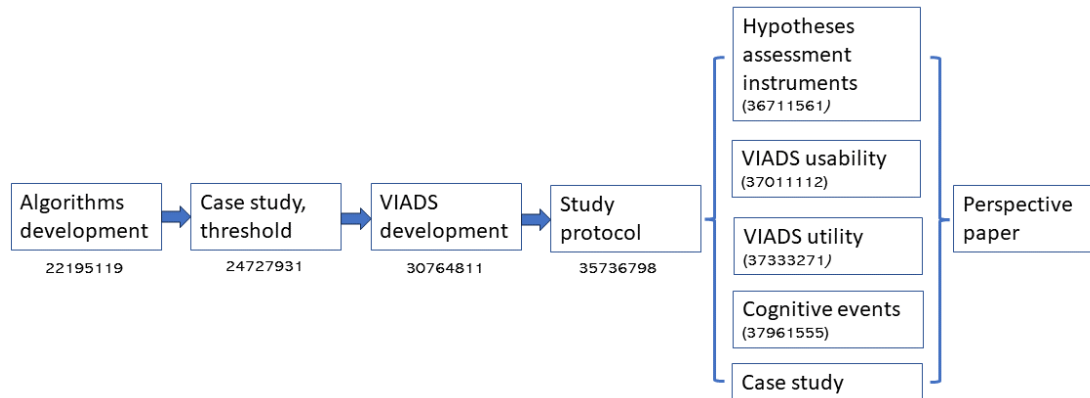 Algorithms
development
22195119
Case study,
threshold
24727931
VIADS
development
30764811
Study
protocol
35736798
Hypotheses
assessment
instruments
(36711561)
VIADS usability
(37011112)
VIADS utility
(37333271)
Cognitive events
(37961555)
Case study
Perspective
paper